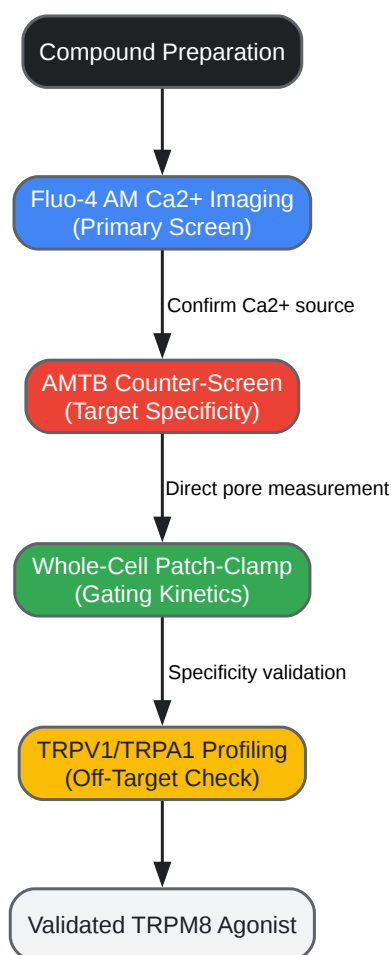 Compound Preparation
Fluo-4 AM Ca2+ Imaging
(Primary Screen)
Confirm Ca2+ source
AMTB Counter-Screen
(Target Specificity)
Direct pore measurement
Whole-Cell Patch-Clamp
(Gating Kinetics)
Specificity validation
TRPV1/TRPA1 Profiling
(Off-Target Check)
Validated TRPM8 Agonist